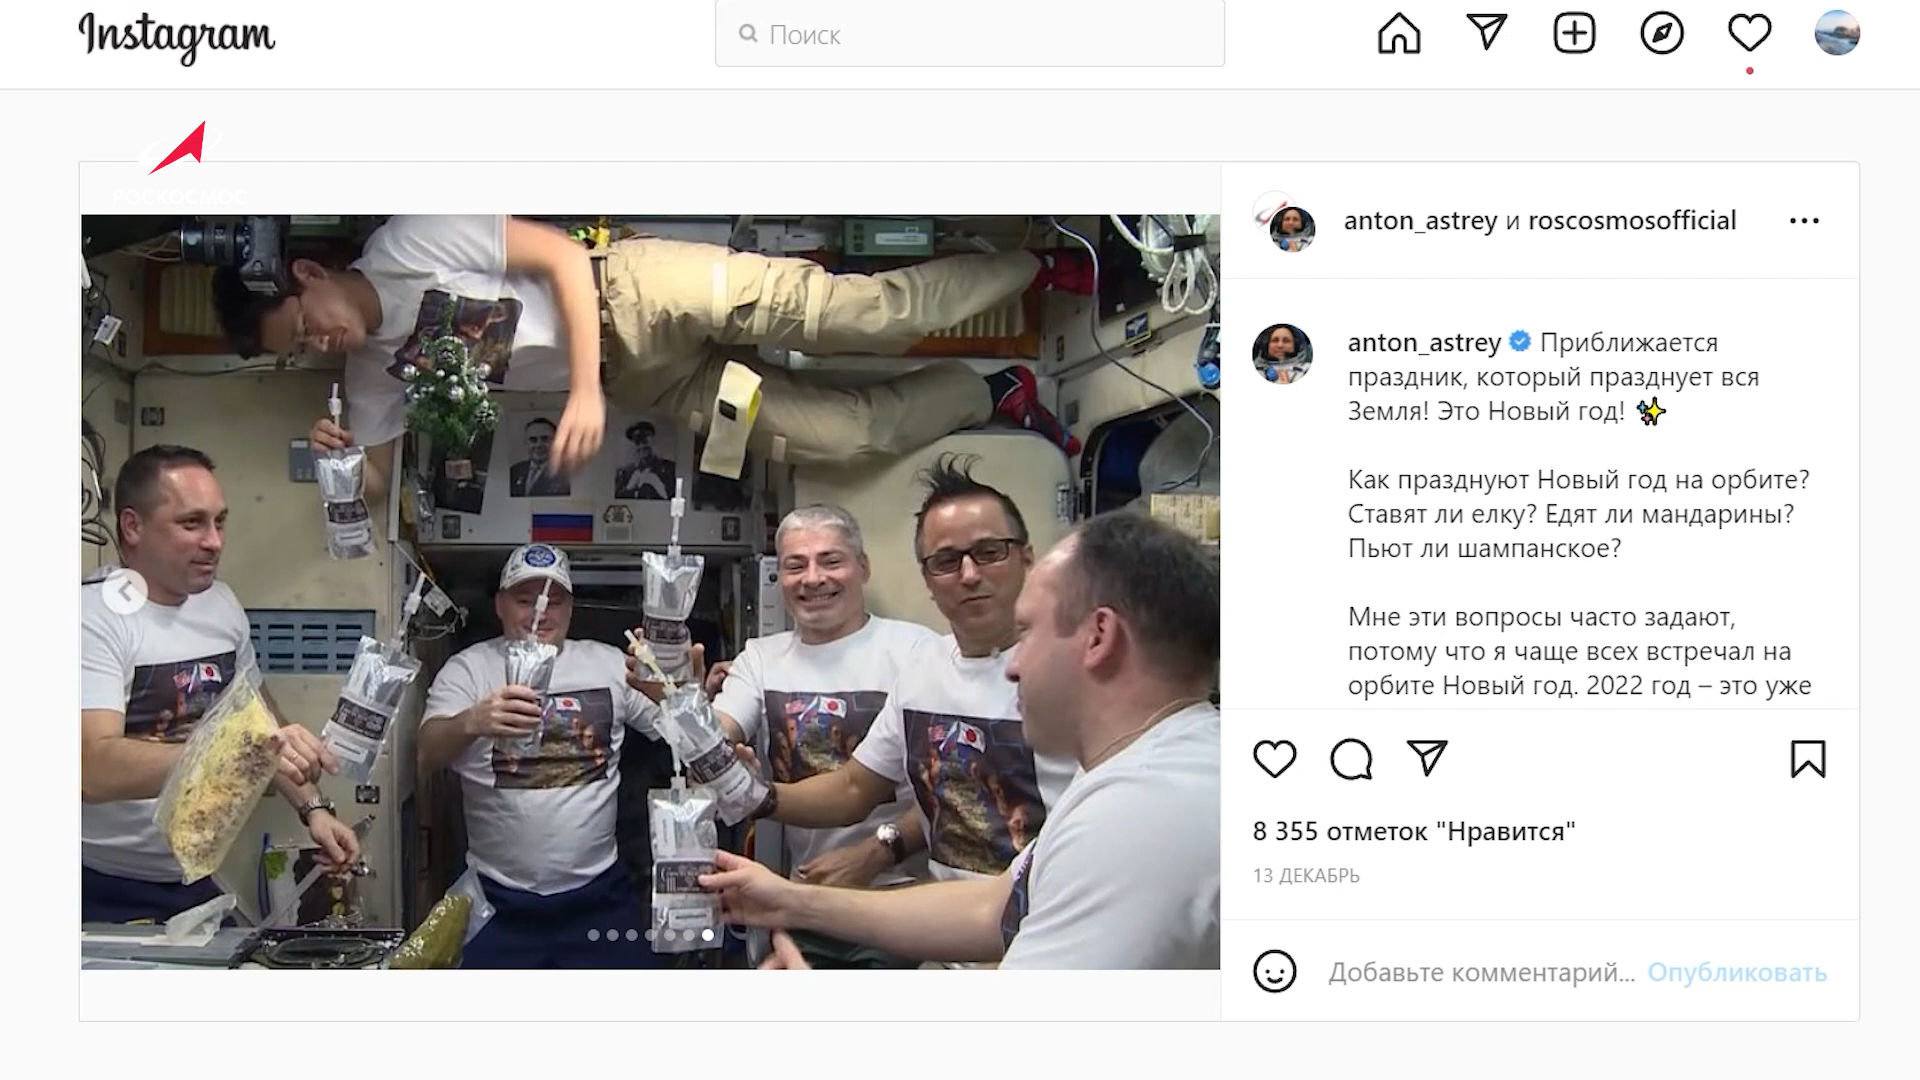 Instagram
Поиск
РОСКОСМОС
anton_astrey и roscosmosofficial
anton_astrey Приближается
праздник, который празднует вся
Земля! Это Новый год!
Как празднуют Новый год на орбите?
Ставят ли елку? Едят ли мандарины?
Пьют ли шампанское?
Мне эти вопросы часто задают,
потому что я чаще всех встречал на
орбите Новый год. 2022 год – это уже
8 355 отметок "Нравится"
13 ДЕКАБРЬ
Добавьте комментарий... Опубликовать